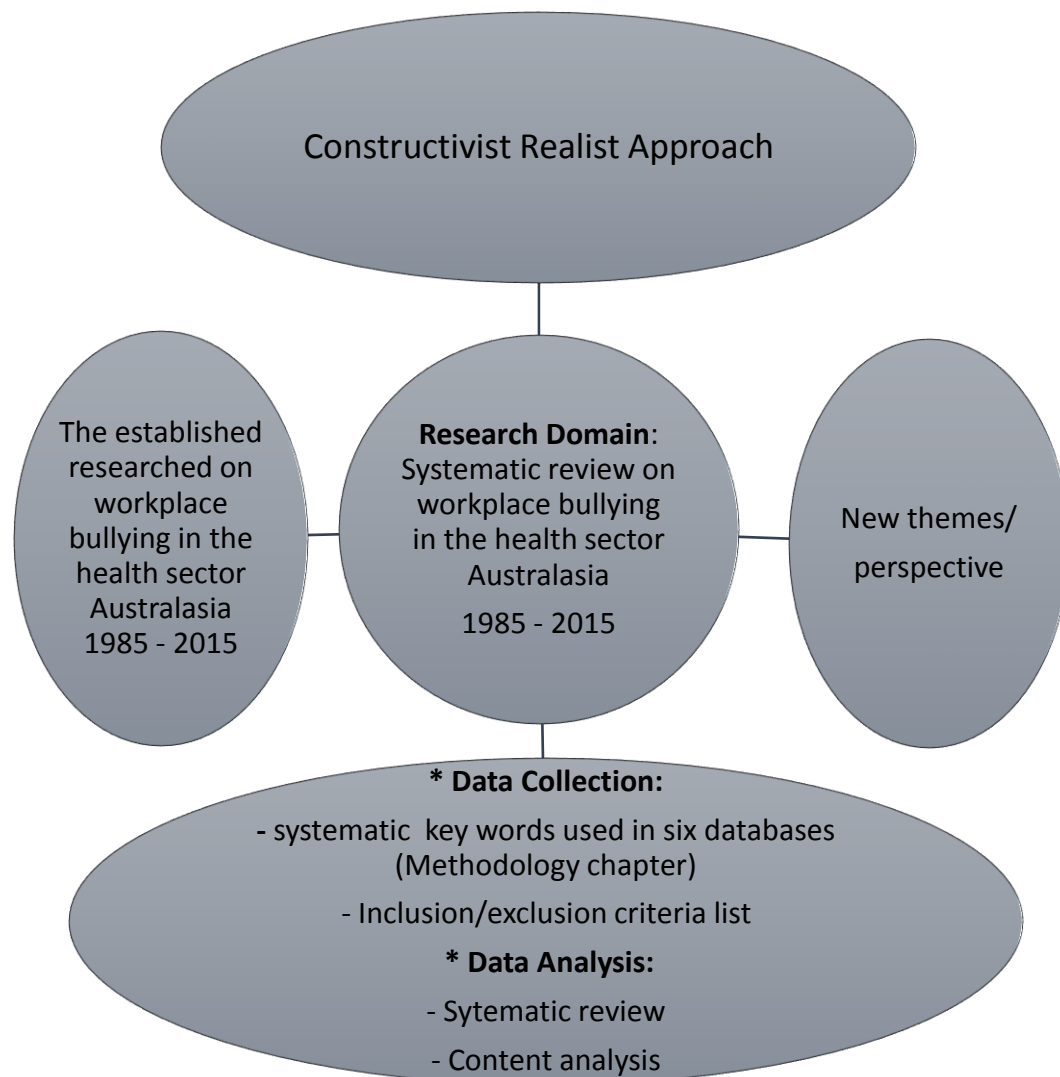 Constructivist Realist Approach
The established
researched on
workplace
bullying in the
health sector
Australasia
1985 - 2015
Research Domain:
Systematic review on
workplace bullying
in the health sector
Australasia
1985 - 2015
New themes/
perspective
* Data Collection:
- systematic key words used in six databases
(Methodology chapter)
- Inclusion/exclusion criteria list
* Data Analysis:
- Sytematic review
- Content analysis